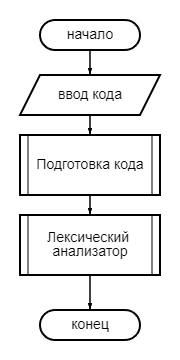 начало
ввод кода
Подготовка кода
Лексический
анализатор
конец